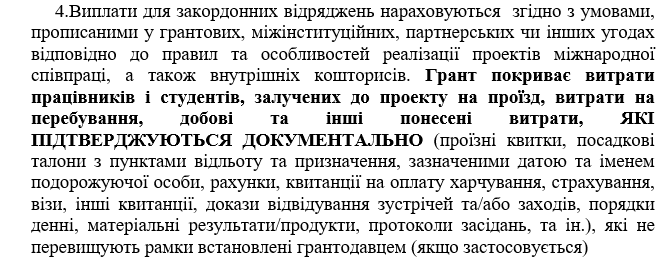 4.Виплати для закордонних відряджень нараховуються згідно з умовами,
прописаними у грантових, міжінституційних, партнерських чи інших угодах
відповідно до правил та особливостей реалізації проектів міжнародної
співпраці, а також внутрішніх кошторисів. Грант покриває витрати
працівників і студентів, залучених до проекту на проїзд, витрати на
перебування, добові та інші понесені витрати, ЯКІ
ПІДТВЕРДЖУЮТЬСЯ ДОКУМЕНТАЛЬНО (проїзні квитки, посадкові
талони з пунктами відльоту та призначення, зазначеними датою та іменем
подорожуючої особи, рахунки, квитанції на оплату харчування, страхування,
візи, інші квитанції, докази відвідування зустрічей та/або заходів, порядки
денні, матеріальні результати/продукти, протоколи засідань, та ін.), які не
перевищують рамки встановлені грантодавцем (якщо застосовується)